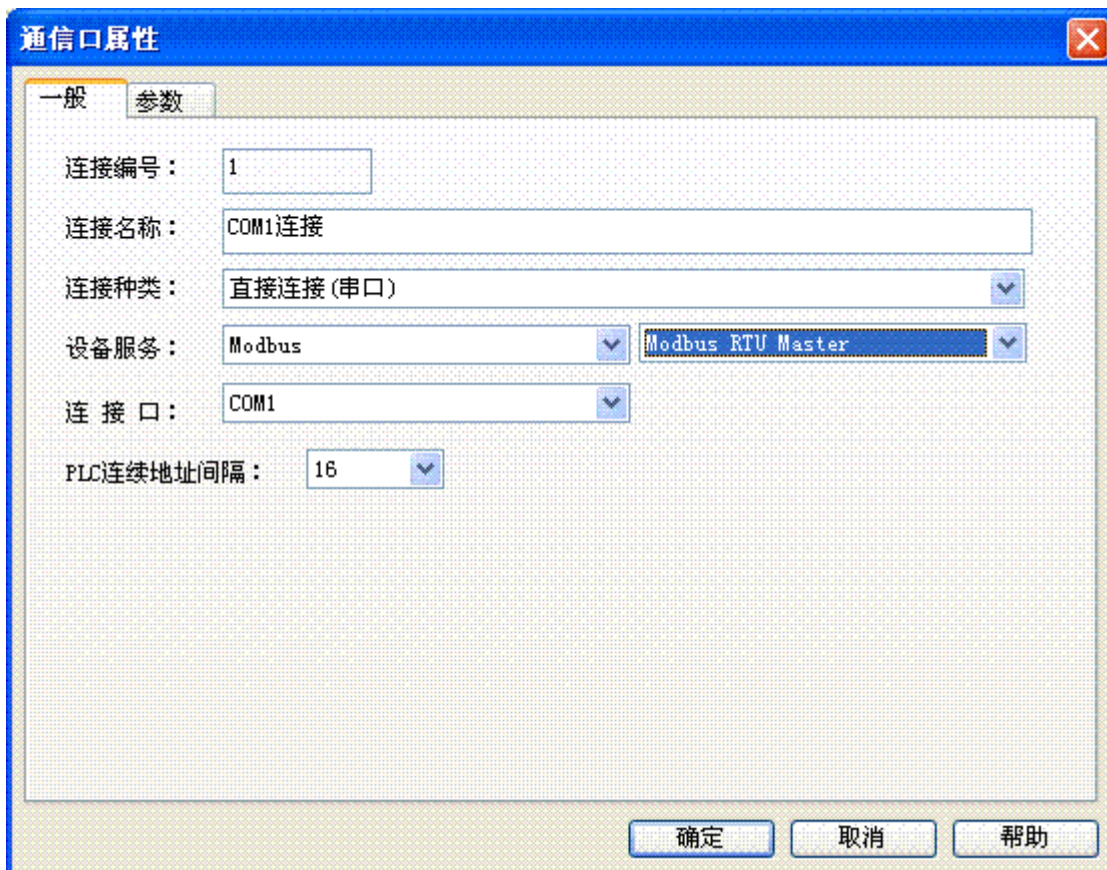 通信口属性
一般 参数
连接编号： 1
连接名称： COM1连接
连接种类： 直接连接(串口)
设备服务： Modbus Modbus RTU Master
连 接 口： COM1
PLC连续地址间隔： 16
确定 取消 帮助